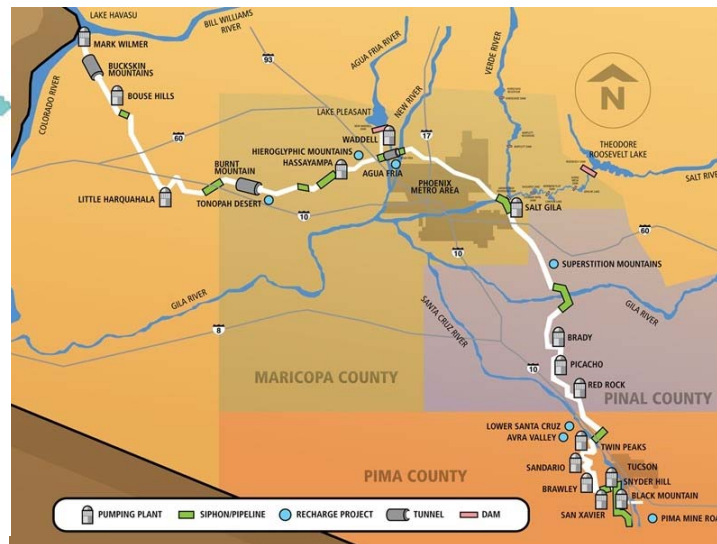 LAKE HAVASU
BILL WILLIAMS
RIVER
MARK WILMER
BUCKSKIN
MOUNTAINS
COLORADO RIVER
BOUSE HILLS
93
AGUA FRIA RIVER
NEW RIVER
VERDE RIVER
N
LAKE PLEASANT
WADDELL
17
60
THEODORE
ROOSEVELT LAKE
SALT RIVER
HIEROGLYPHIC MOUNTAINS
HASSAYAMPA
BURNT
MOUNTAIN
AGUA FRIA
PHOENIX
METRO AREA
LITTLE HARQUAHALA
TONOPAH DESERT
10
SALT GILA
60
10
SUPERSTITION MOUNTAINS
GILA RIVER
SANTA CRUZ RIVER
GILA RIVER
8
BRADY
10
PICACHO
MARICOPA COUNTY
RED ROCK
PINAL COUNTY
LOWER SANTA CRUZ
AVRA VALLEY
TWIN PEAKS
PIMA COUNTY
SANDARIO
TUCSON
SNYDER HILL
BRAWLEY
BLACK MOUNTAIN
SAN XAVIER
PIMA MINE ROA
PUMPING PLANT
SIPHON/PIPELINE
RECHARGE PROJECT
TUNNEL
DAM